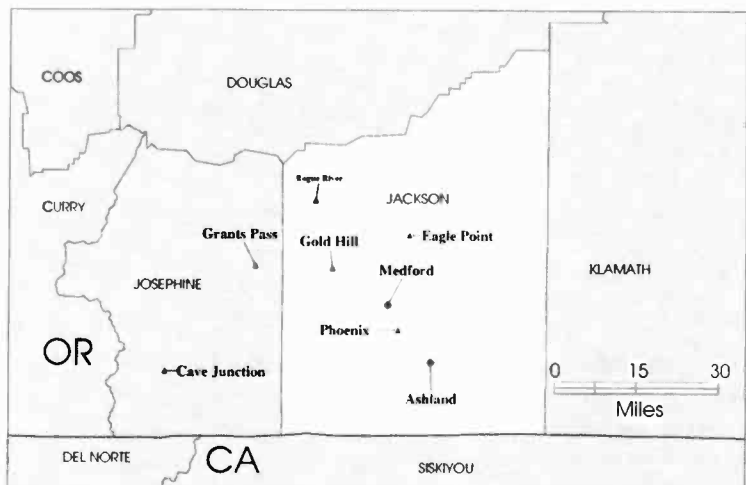 COOS
DOUGLAS
Rogue River
JACKSON
CURRY
Grants Pass
Gold Hill
Eagle Point
Medford
KLAMATH
JOSEPHINE
Phoenix
OR
Cave Junction
0 15 30
Miles
Ashland
DEL NORTE
CA
SISKIYOU